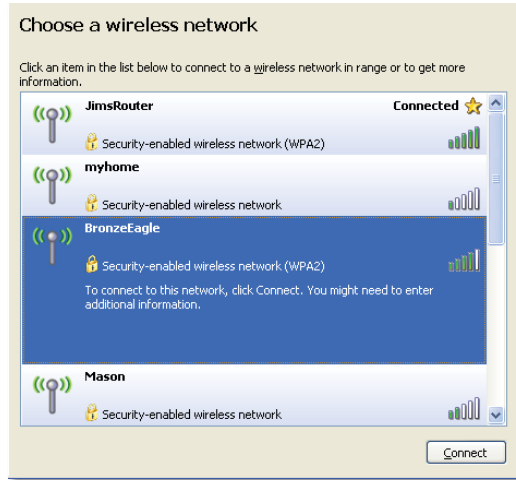 Choose a wireless network
Click an item in the list below to connect to a wireless network in range or to get more
information.
JimsRouter Connected
Security-enabled wireless network (WPA2)
myhome
Security-enabled wireless network
BronzeEagle
Security-enabled wireless network (WPA2)
To connect to this network, click Connect. You might need to enter
additional information.
Mason
Security-enabled wireless network
Connect